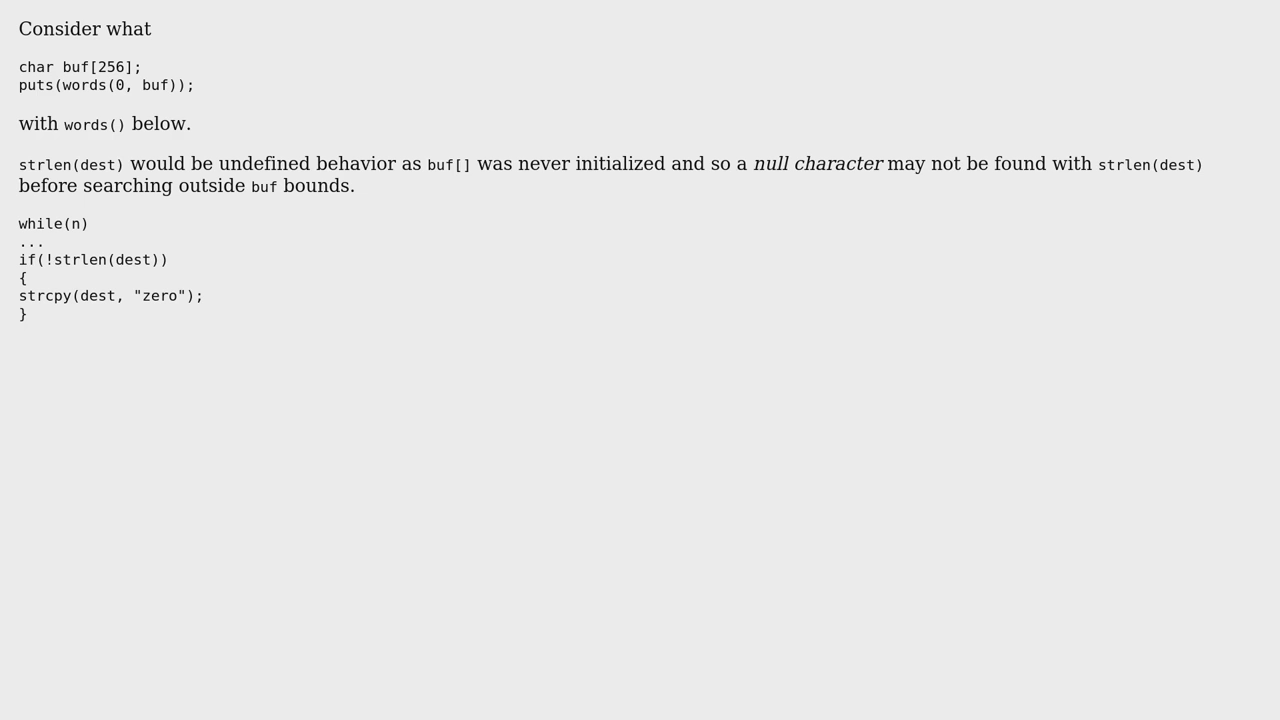 Consider what
char buf[256];
puts(words(0, buf));
with words() below.
strlen(dest) would be undefined behavior as buf[] was never initialized and so a null character may not be found with strlen(dest)
before searching outside buf bounds.
while(n)
...
if(!strlen(dest))
{
strcpy(dest, "zero");
}